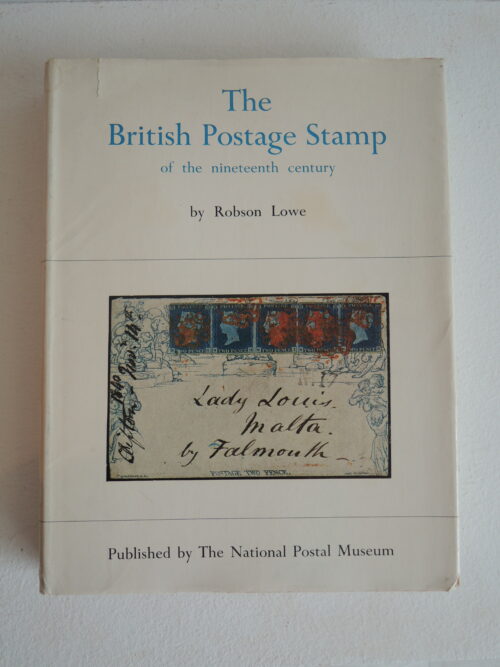 The
British Postage Stamp
of the nineteenth century
by Robson Lowe
Lady Louis.
Malta.
by Falmouth
POSTAGE TWO PENCE.
Published by The National Postal Museum